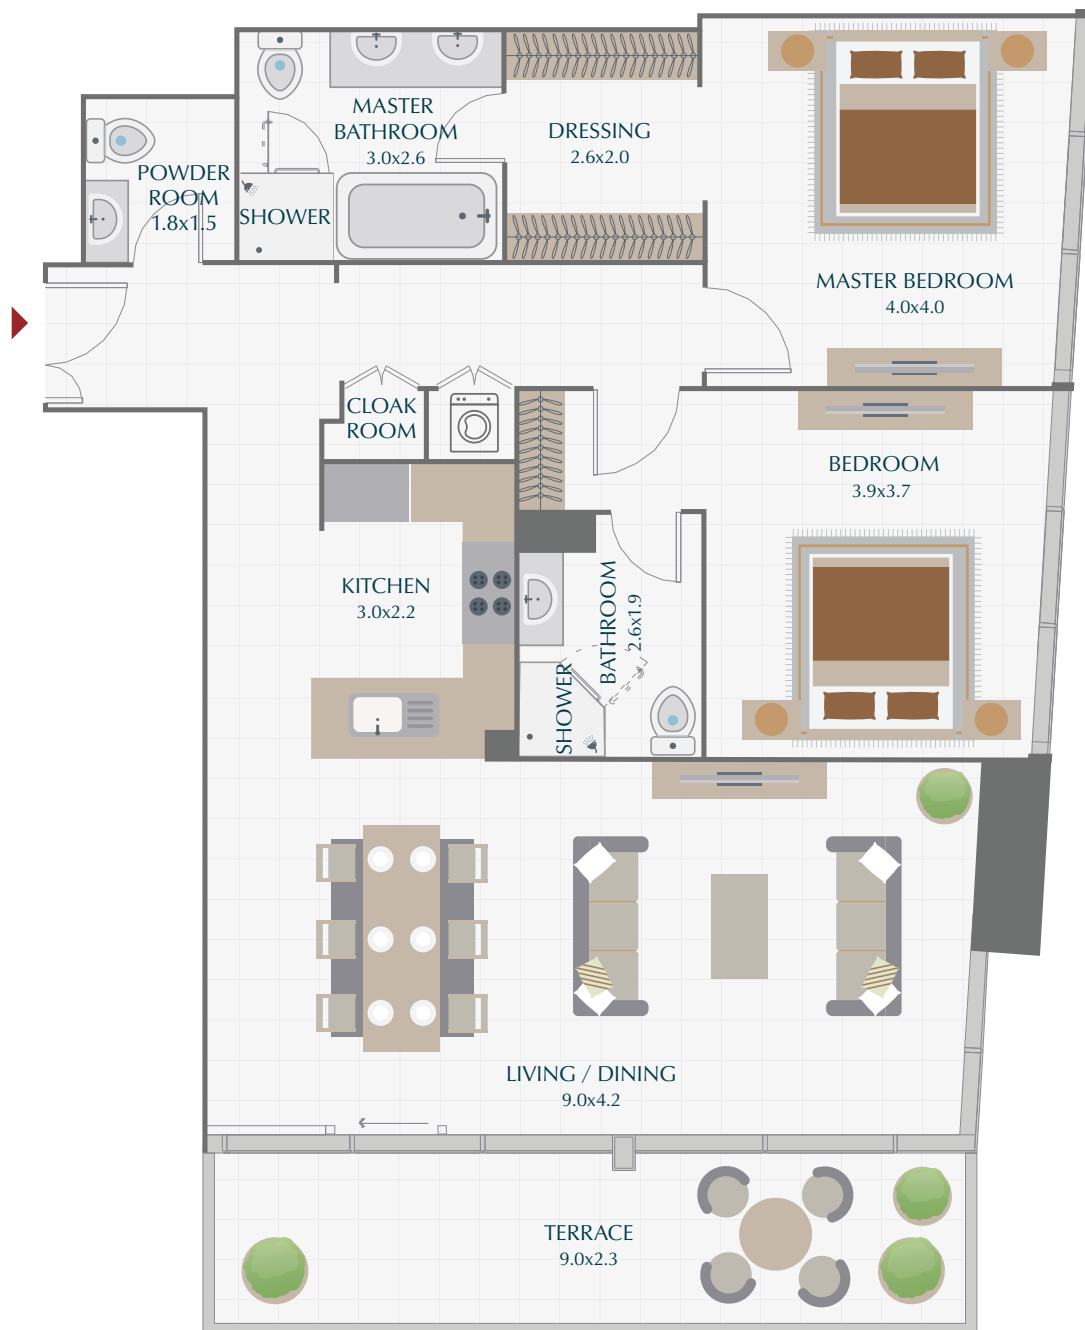 MASTER
BATHROOM
3.0x2.6
DRESSING
2.6x2.0
POWDER
ROOM
1.8x1.5
SHOWER
MASTER BEDROOM
4.0x4.0
CLOAK
ROOM
BEDROOM
3.9x3.7
KITCHEN
3.0x2.2
BATHROOM
2.6x1.9
SHOWER
LIVING / DINING
9.0x4.2
TERRACE
9.0x2.3